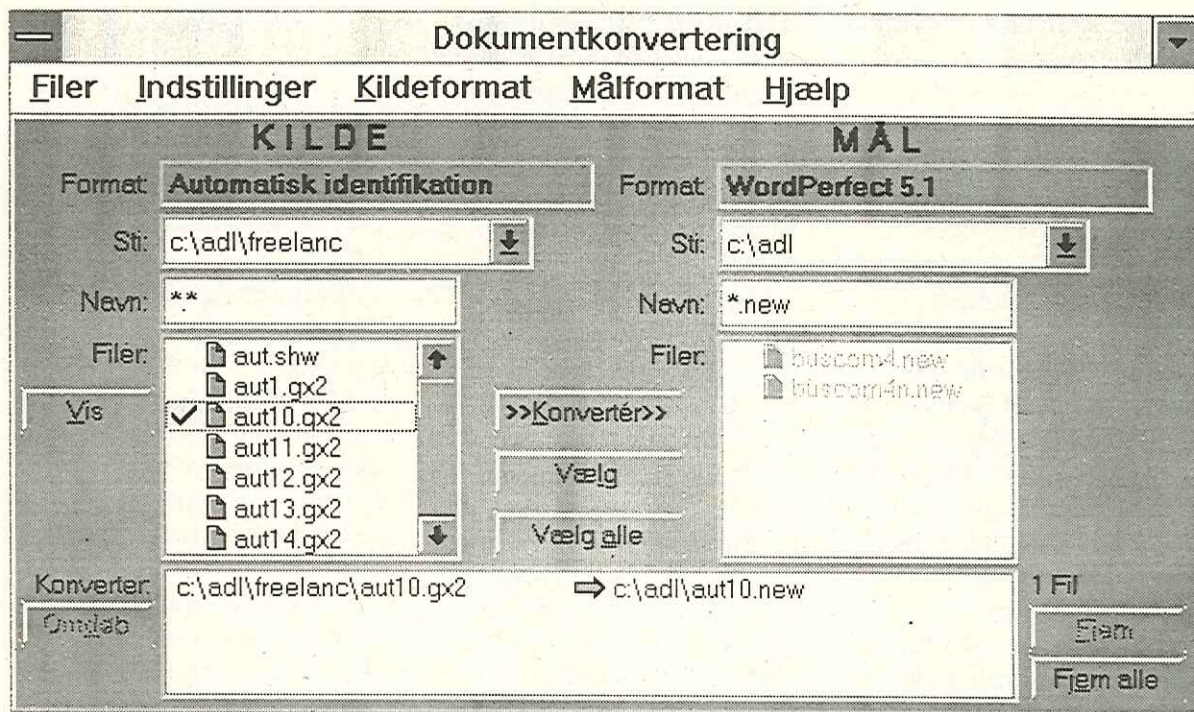 Dokumentkonvertering
Filer Indstillinger Kildeformat Målformat Hjælp
KILDE
Format: Automatisk identifikation
Sti: c:\adl\freelanc
Navn: *.*
Filer:
aut.shw
aut1.gx2
aut10.gx2
aut11.gx2
aut12.gx2
aut13.gx2
aut14.gx2
Vis
>>Konvertér>>
Vælg
Vælg alle
MÅL
Format: WordPerfect 5.1
Sti: c:\adl
Navn: *.new
Filer:
buscom4.new
buscom4n.new
Konverter: c:\adl\freelanc\aut10.gx2 c:\adl\aut10.new
1 Fil
Omdøb
Fjern
Fjern alle